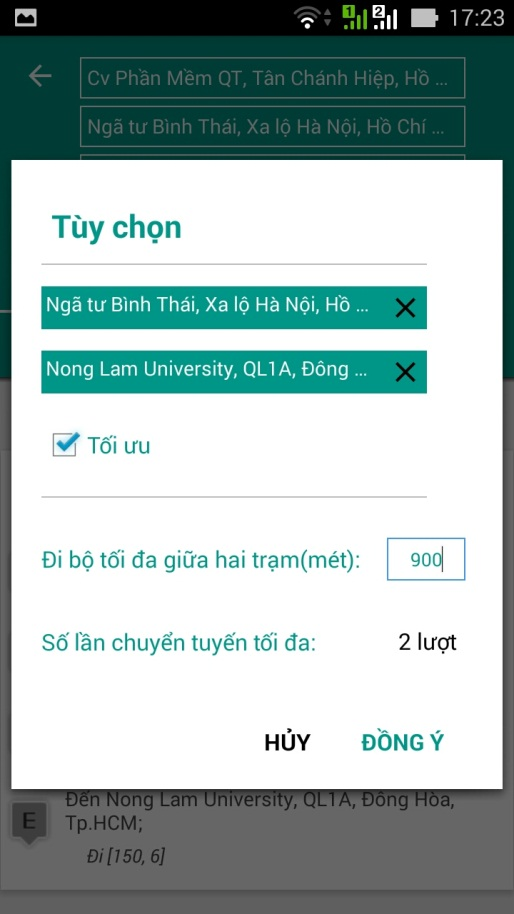 1 2 17:23
Cv Phần Mềm QT, Tân Chánh Hiệp, Hồ ...
Ngã tư Bình Thái, Xa lộ Hà Nội, Hồ Chí ...
Tùy chọn
Ngã tư Bình Thái, Xa lộ Hà Nội, Hồ ...
Nong Lam University, QL1A, Đông ...
Tối ưu
Đi bộ tối đa giữa hai trạm(mét): 900
Số lần chuyển tuyến tối đa: 2 lượt
HỦY ĐỒNG Ý
Đến Nong Lam University, QL1A, Đông Hòa,
E Tp.HCM;
Đi [150, 6]